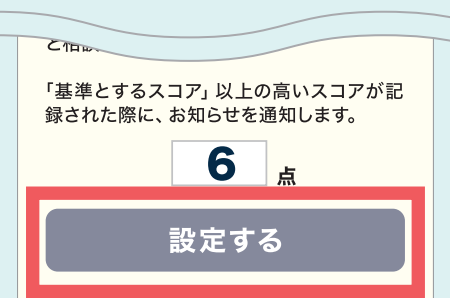 「基準とするスコア」以上の高いスコアが記
録された際に、お知らせを通知します。
6 点
設定する